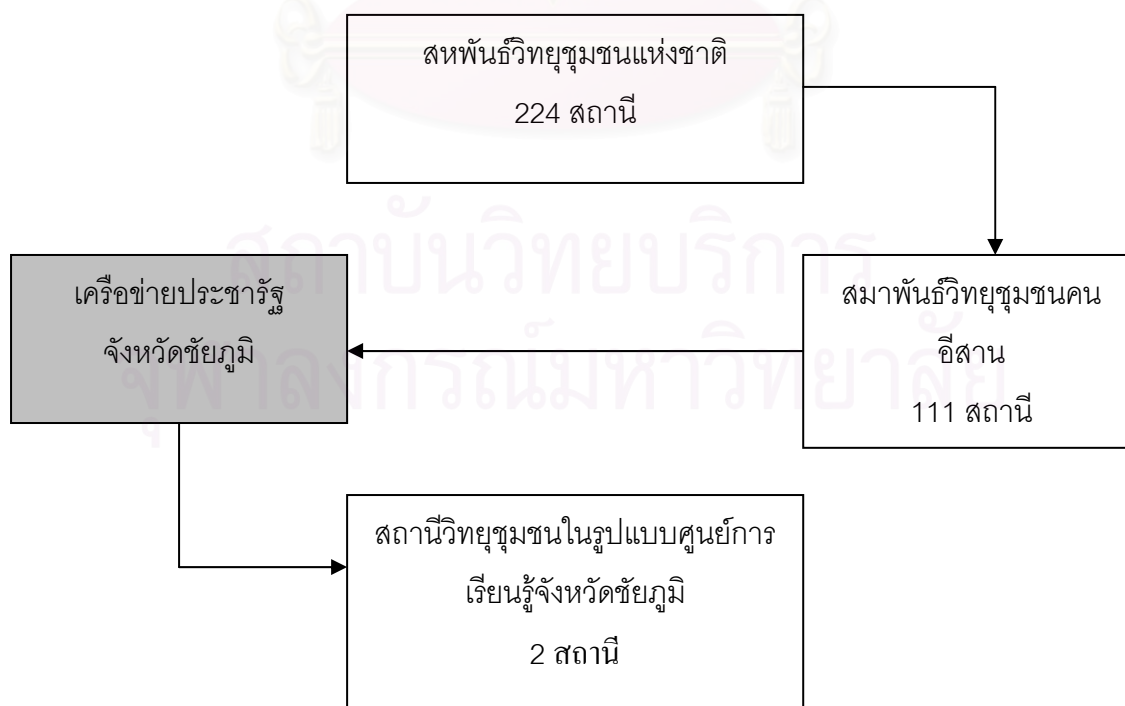 สหพันธ์วิทยุชุมชนแห่งชาติ
224 สถานี
สถาบันวิทยบริการ
จุฬาลงกรณ์มหาวิทยาลัย
เครือข่ายประชารัฐ
จังหวัดชัยภูมิ
สมาพันธ์วิทยุชุมชนคน
อีสาน
111 สถานี
สถานีวิทยุชุมชนในรูปแบบศูนย์การ
เรียนรู้จังหวัดชัยภูมิ
2 สถานี